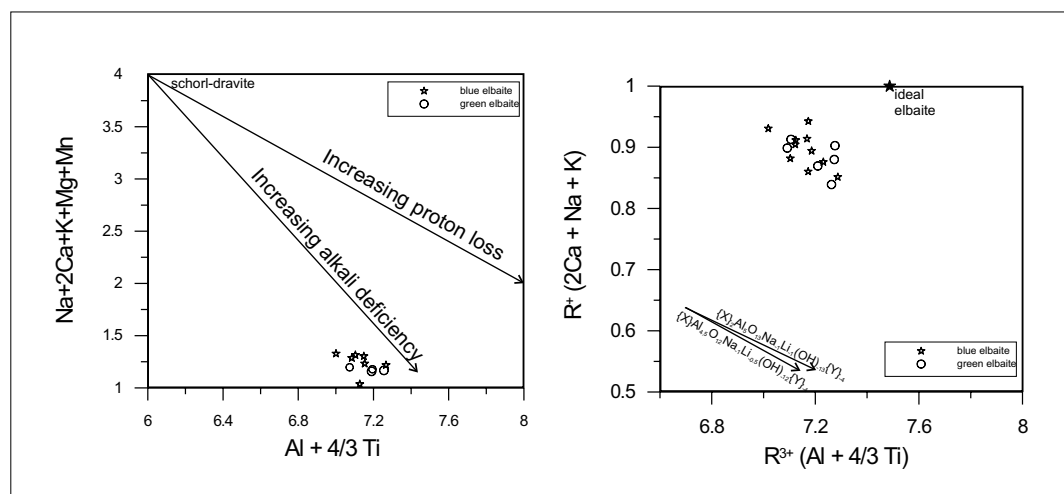 4
3.5
3
2.5
2
1.5
1
6
6.4
6.8
7.2
7.6
8
Na+2Ca+K+Mg+Mn
Al + 4/3 Ti
schorl-dravite
Increasing proton loss
Increasing alkali deficiency
blue elbaite
green elbaite
1
0.9
0.8
0.7
0.6
0.5
6.8
7.2
7.6
8
R⁺ (2Ca + Na + K)
R³⁺ (Al + 4/3 Ti)
ideal
elbaite
blue elbaite
green elbaite